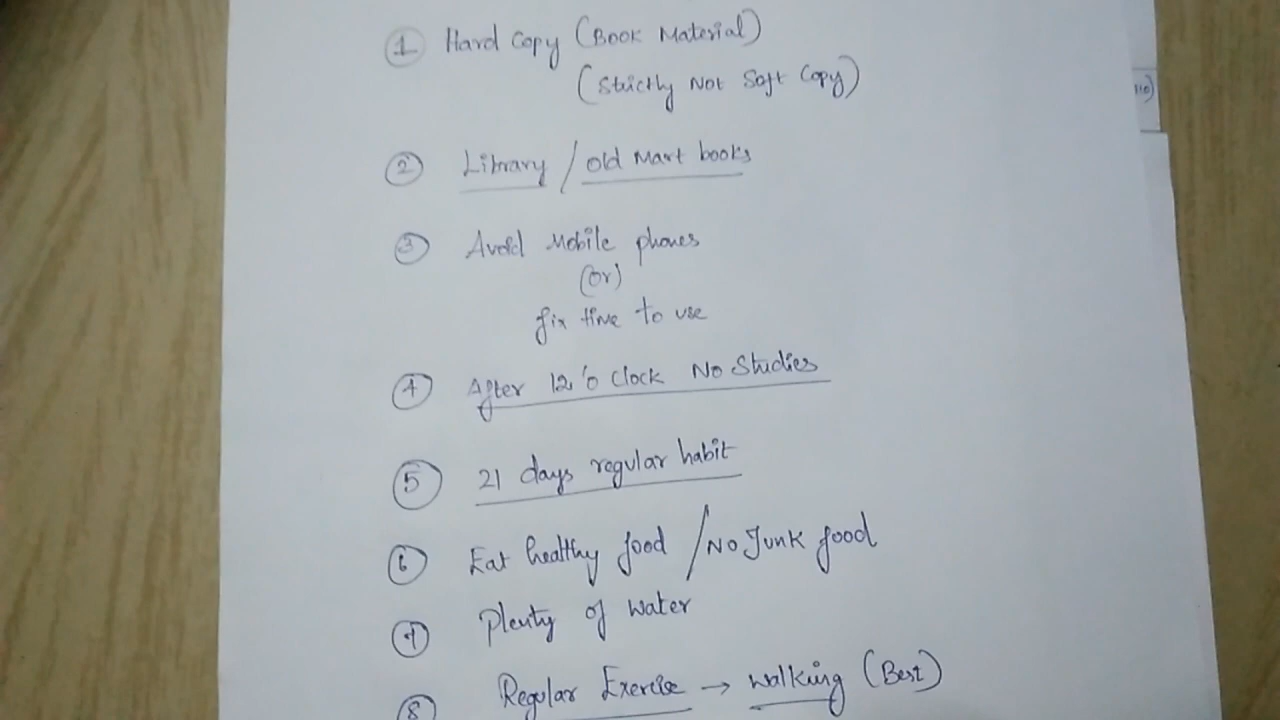 1 Hard Copy (Book Material)
(Strictly Not Soft Copy)
2 Library / old Mart books
3 Avoid Mobile phones
(or)
fix time to use
4 After 12'o Clock No Studies
5 21 days regular habit
6 Eat healthy food / No Junk food
7 Plenty of water
8 Regular Exercise → walking (Best)